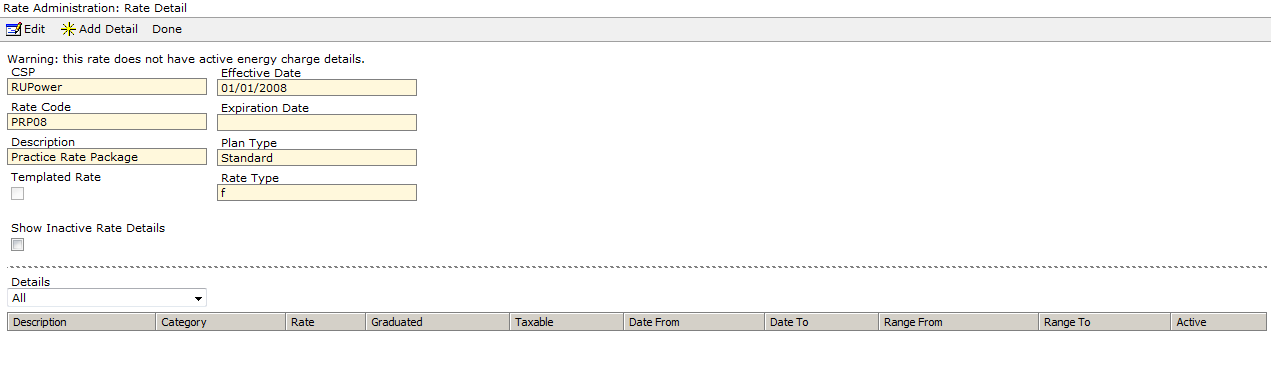 Rate Administration: Rate Detail
Edit Add Detail Done
Warning: this rate does not have active energy charge details.
CSP Effective Date
RUPower 01/01/2008
Rate Code Expiration Date
PRP08
Description Plan Type
Practice Rate Package Standard
Templated Rate Rate Type
f
Show Inactive Rate Details
Details
All
Description Category Rate Graduated Taxable Date From Date To Range From Range To Active